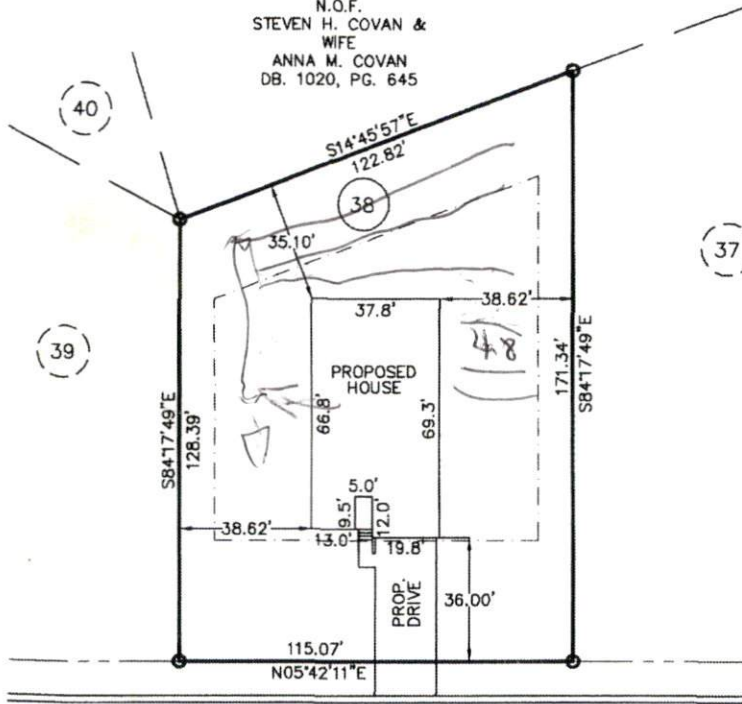 N.O.F.
STEVEN H. COVAN &
WIFE
ANNA M. COVAN
DB. 1020, PG. 645
40
S14°45'57"E
122.82'
38
37
35.10'
37.8'
38.62'
39
48
PROPOSED
HOUSE
S84°17'49"E
128.39'
66.8'
69.3'
171.34'
S84°17'49"E
5.0'
9.5'
12.0'
38.62'
13.0'
19.8'
PROP.
DRIVE
36.00'
115.07'
N05°42'11"E